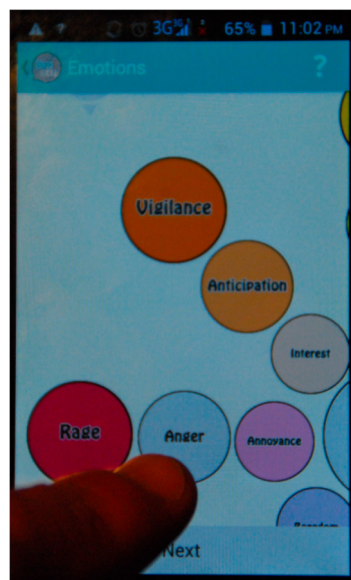 3G 65% 11:02 PM
Emotions ?
Vigilance
Anticipation
Interest
Rage Anger Annoyance
Next